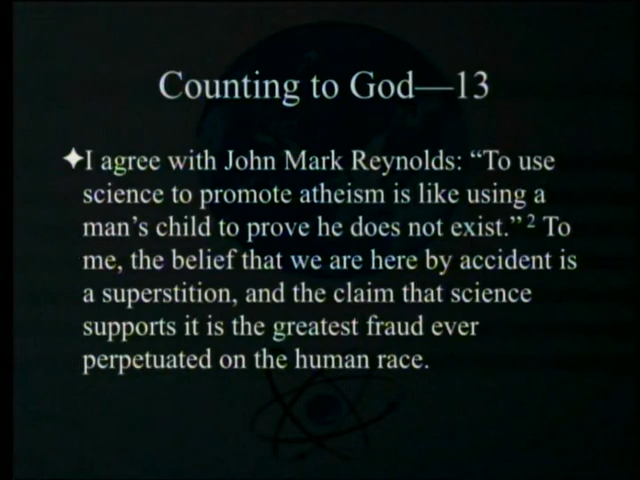 Counting to God—13
✦I agree with John Mark Reynolds: “To use
science to promote atheism is like using a
man’s child to prove he does not exist.” ² To
me, the belief that we are here by accident is
a superstition, and the claim that science
supports it is the greatest fraud ever
perpetuated on the human race.